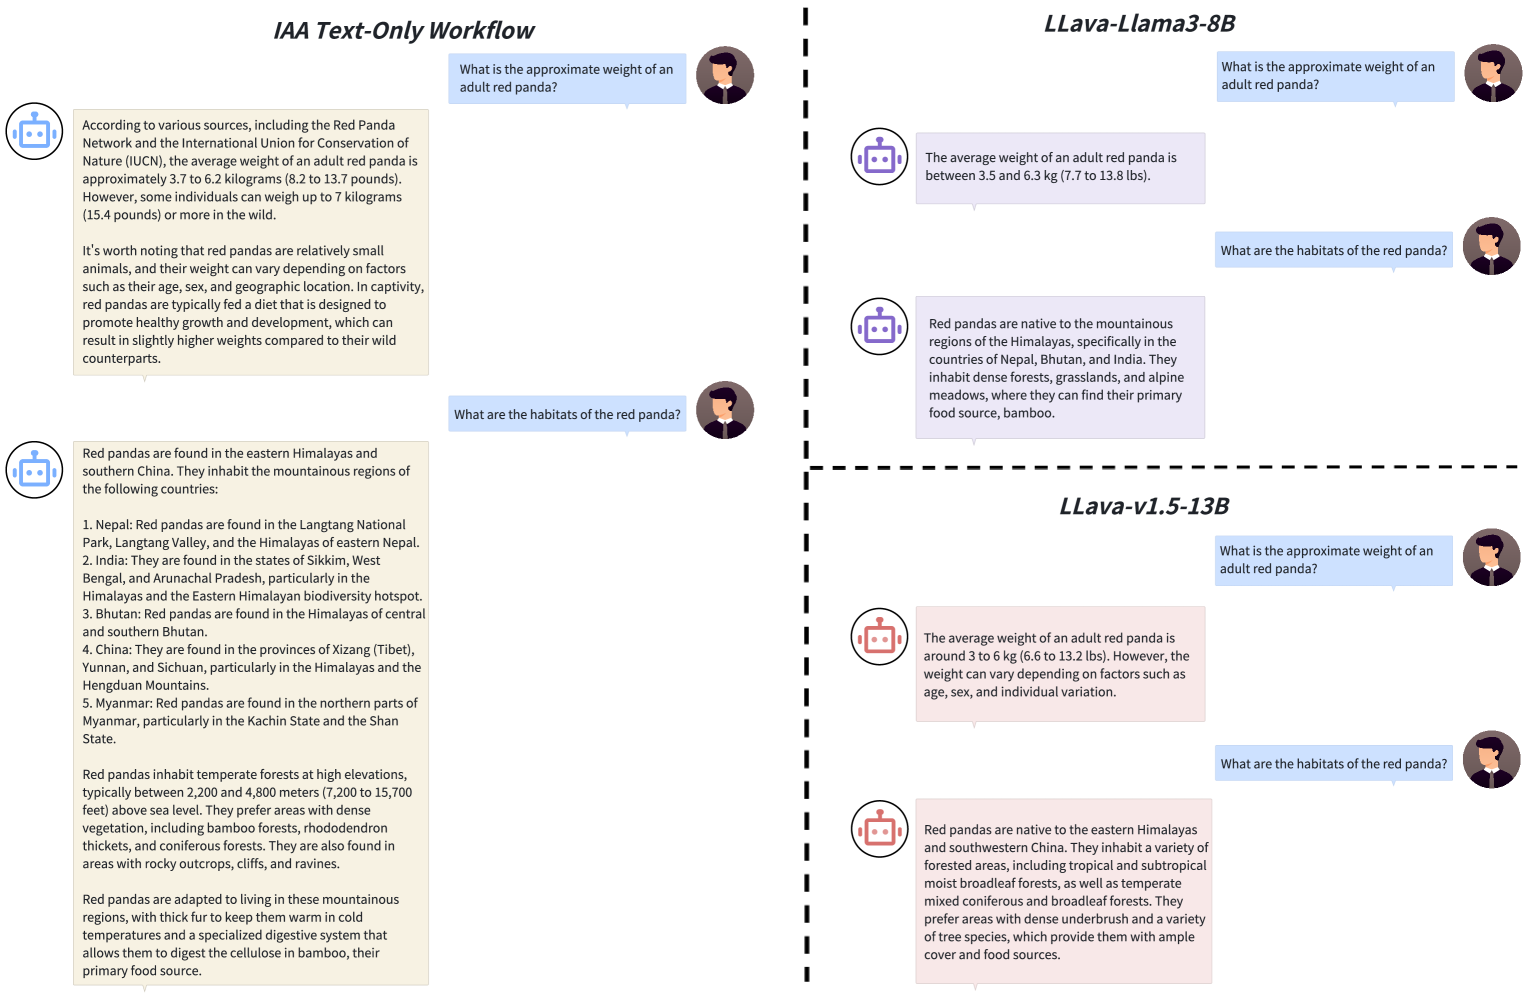 IAA Text-Only Workflow
What is the approximate weight of an
adult red panda?
According to various sources, including the Red Panda
Network and the International Union for Conservation of
Nature (IUCN), the average weight of an adult red panda is
approximately 3.7 to 6.2 kilograms (8.2 to 13.7 pounds).
However, some individuals can weigh up to 7 kilograms
(15.4 pounds) or more in the wild.
It's worth noting that red pandas are relatively small
animals, and their weight can vary depending on factors
such as their age, sex, and geographic location. In captivity,
red pandas are typically fed a diet that is designed to
promote healthy growth and development, which can
result in slightly higher weights compared to their wild
counterparts.
What are the habitats of the red panda?
Red pandas are found in the eastern Himalayas and
southern China. They inhabit the mountainous regions of
the following countries:
1. Nepal: Red pandas are found in the Langtang National
Park, Langtang Valley, and the Himalayas of eastern Nepal.
2. India: They are found in the states of Sikkim, West
Bengal, and Arunachal Pradesh, particularly in the
Himalayas and the Eastern Himalayan biodiversity hotspot.
3. Bhutan: Red pandas are found in the Himalayas of central
and southern Bhutan.
4. China: They are found in the provinces of Xizang (Tibet),
Yunnan, and Sichuan, particularly in the Himalayas and the
Hengduan Mountains.
5. Myanmar: Red pandas are found in the northern parts of
Myanmar, particularly in the Kachin State and the Shan
State.
Red pandas inhabit temperate forests at high elevations,
typically between 2,200 and 4,800 meters (7,200 to 15,700
feet) above sea level. They prefer areas with dense
vegetation, including bamboo forests, rhododendron
thickets, and coniferous forests. They are also found in
areas with rocky outcrops, cliffs, and ravines.
Red pandas are adapted to living in these mountainous
regions, with thick fur to keep them warm in cold
temperatures and a specialized digestive system that
allows them to digest the cellulose in bamboo, their
primary food source.
LLava-Llama3-8B
What is the approximate weight of an
adult red panda?
The average weight of an adult red panda is
between 3.5 and 6.3 kg (7.7 to 13.8 lbs).
What are the habitats of the red panda?
Red pandas are native to the mountainous
regions of the Himalayas, specifically in the
countries of Nepal, Bhutan, and India. They
inhabit dense forests, grasslands, and alpine
meadows, where they can find their primary
food source, bamboo.
LLava-v1.5-13B
What is the approximate weight of an
adult red panda?
The average weight of an adult red panda is
around 3 to 6 kg (6.6 to 13.2 lbs). However, the
weight can vary depending on factors such as
age, sex, and individual variation.
What are the habitats of the red panda?
Red pandas are native to the eastern Himalayas
and southwestern China. They inhabit a variety of
forested areas, including tropical and subtropical
moist broadleaf forests, as well as temperate
mixed coniferous and broadleaf forests. They
prefer areas with dense underbrush and a variety
of tree species, which provide them with ample
cover and food sources.